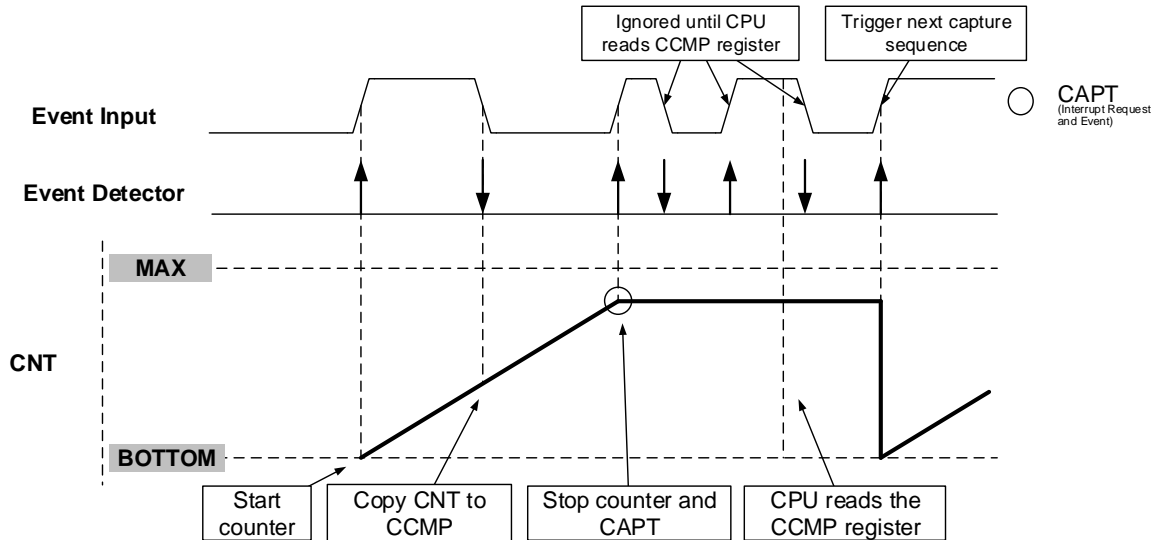 Ignored until CPU
reads CCMP register
Trigger next capture
sequence
Event Input
CAPT
(Interrupt Request
and Event)
Event Detector
MAX
CNT
BOTTOM
Start
counter
Copy CNT to
CCMP
Stop counter and
CAPT
CPU reads the
CCMP register